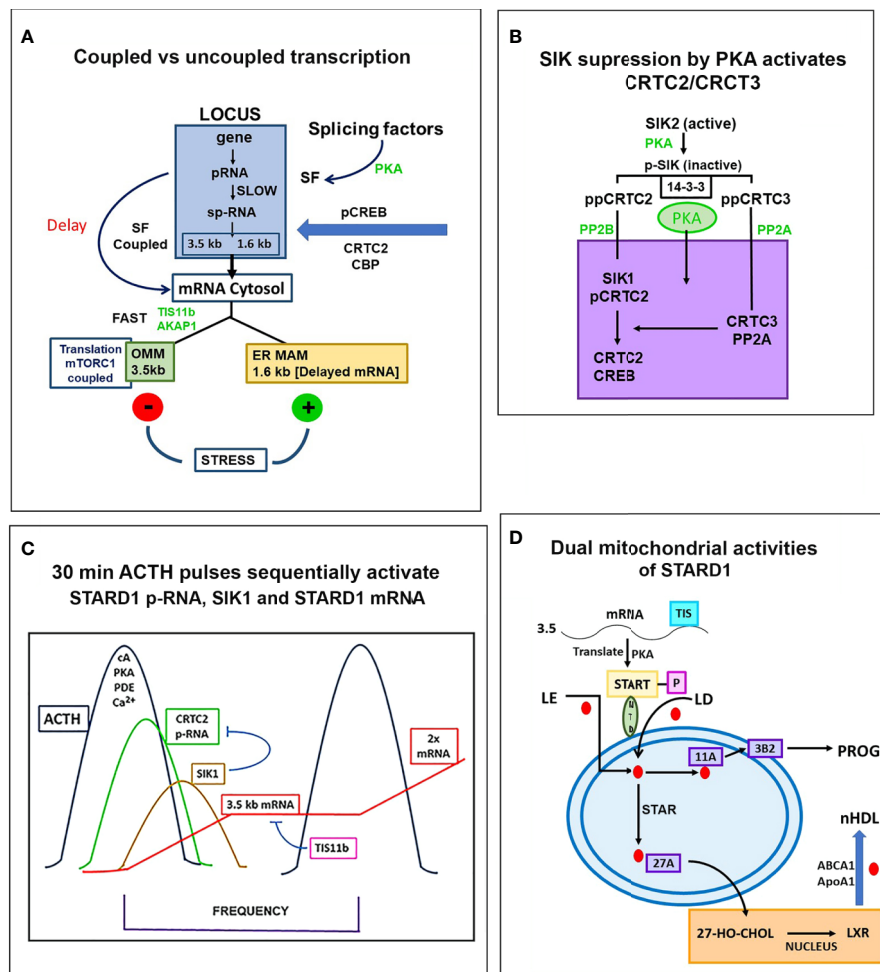 A
Coupled vs uncoupled transcription
LOCUS
gene
pRNA
SLOW
sp-RNA
3.5 kb 1.6 kb
Splicing factors
PKA
SF
pCREB
CRTC2
CBP
Delay
SF
Coupled
mRNA Cytosol
FAST
TIS11b
AKAP1
Translation
mTORC1
coupled
OMM
3.5kb
ER MAM
1.6 kb [Delayed mRNA]
-
+
STRESS
B
SIK supression by PKA activates
CRTC2/CRCT3
SIK2 (active)
PKA
p-SIK (inactive)
14-3-3
ppCRTC2
ppCRTC3
PKA
PP2B
PP2A
SIK1
pCRTC2
CRTC3
PP2A
CRTC2
CREB
C
30 min ACTH pulses sequentially activate
STARD1 p-RNA, SIK1 and STARD1 mRNA
cA
PKA
PDE
Ca2+
ACTH
CRTC2
p-RNA
SIK1
3.5 kb mRNA
2x
mRNA
TIS11b
FREQUENCY
D
Dual mitochondrial activities
of STARD1
mRNA
TIS
3.5
Translate
PKA
START
P
NTD
LE
LD
11A
3B2
PROG
STAR
27A
nHDL
ABCA1
ApoA1
27-HO-CHOL
LXR
NUCLEUS